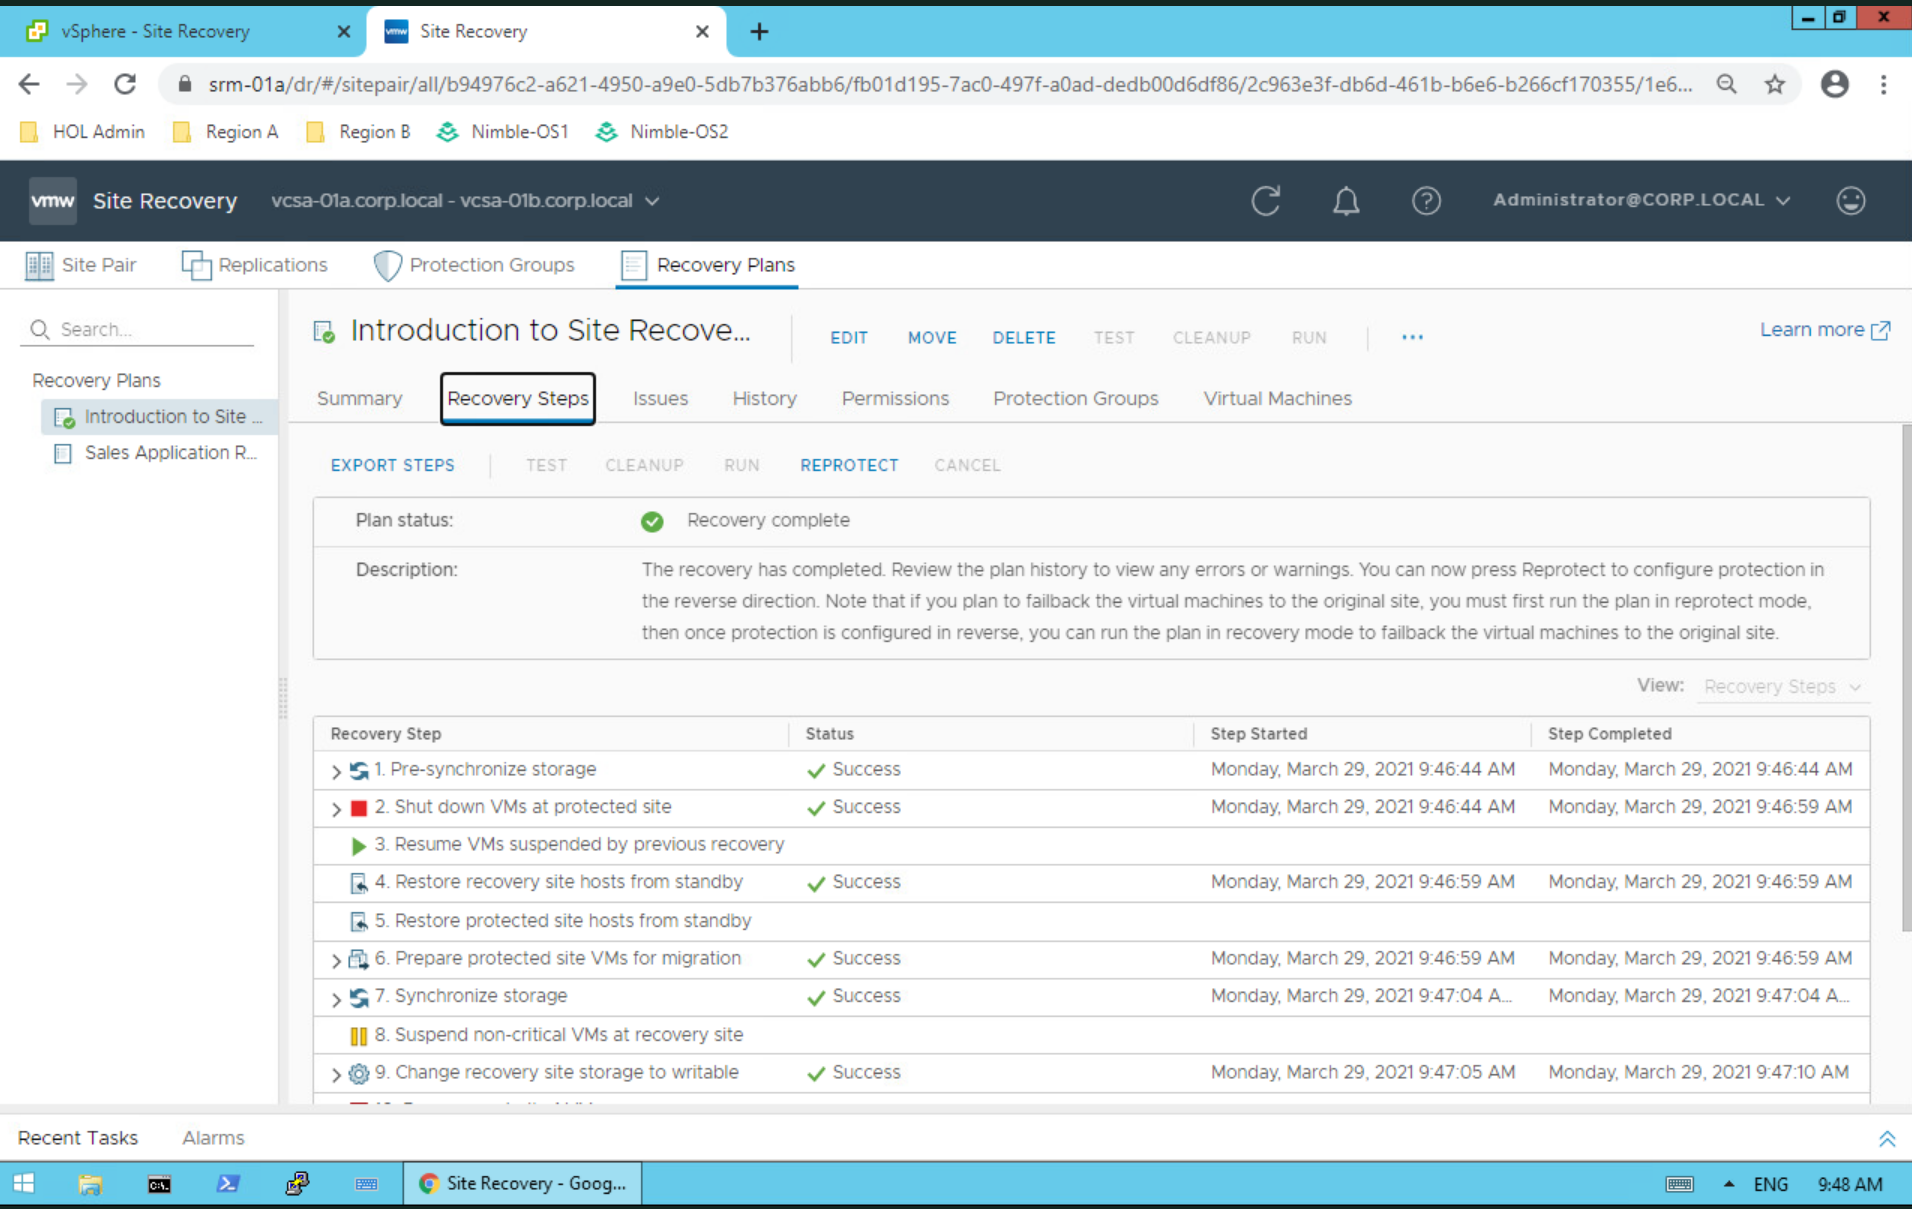 vSphere - Site Recovery
vmw Site Recovery
srm-01a/dr/#/sitepair/all/b94976c2-a621-4950-a9e0-5db7b376abb6/fb01d195-7ac0-497f-a0ad-dedb00d6df86/2c963e3f-db6d-461b-b6e6-b266cf170355/1e6...
HOL Admin Region A Region B Nimble-OS1 Nimble-OS2
vmw Site Recovery vcsa-01a.corp.local - vcsa-01b.corp.local Administrator@CORP.LOCAL
Site Pair Replications Protection Groups Recovery Plans
Search...
Recovery Plans
Introduction to Site ...
Sales Application R...
Introduction to Site Recove... EDIT MOVE DELETE TEST CLEANUP RUN ... Learn more
Summary Recovery Steps Issues History Permissions Protection Groups Virtual Machines
EXPORT STEPS TEST CLEANUP RUN REPROTECT CANCEL
Plan status: Recovery complete
Description: The recovery has completed. Review the plan history to view any errors or warnings. You can now press Reprotect to configure protection in
the reverse direction. Note that if you plan to failback the virtual machines to the original site, you must first run the plan in reprotect mode,
then once protection is configured in reverse, you can run the plan in recovery mode to failback the virtual machines to the original site.
View: Recovery Steps
Recovery Step Status Step Started Step Completed
1. Pre-synchronize storage Success Monday, March 29, 2021 9:46:44 AM Monday, March 29, 2021 9:46:44 AM
2. Shut down VMs at protected site Success Monday, March 29, 2021 9:46:44 AM Monday, March 29, 2021 9:46:59 AM
3. Resume VMs suspended by previous recovery
4. Restore recovery site hosts from standby Success Monday, March 29, 2021 9:46:59 AM Monday, March 29, 2021 9:46:59 AM
5. Restore protected site hosts from standby
6. Prepare protected site VMs for migration Success Monday, March 29, 2021 9:46:59 AM Monday, March 29, 2021 9:46:59 AM
7. Synchronize storage Success Monday, March 29, 2021 9:47:04 A... Monday, March 29, 2021 9:47:04 A...
8. Suspend non-critical VMs at recovery site
9. Change recovery site storage to writable Success Monday, March 29, 2021 9:47:05 AM Monday, March 29, 2021 9:47:10 AM
Recent Tasks Alarms
Site Recovery - Goog... ENG 9:48 AM